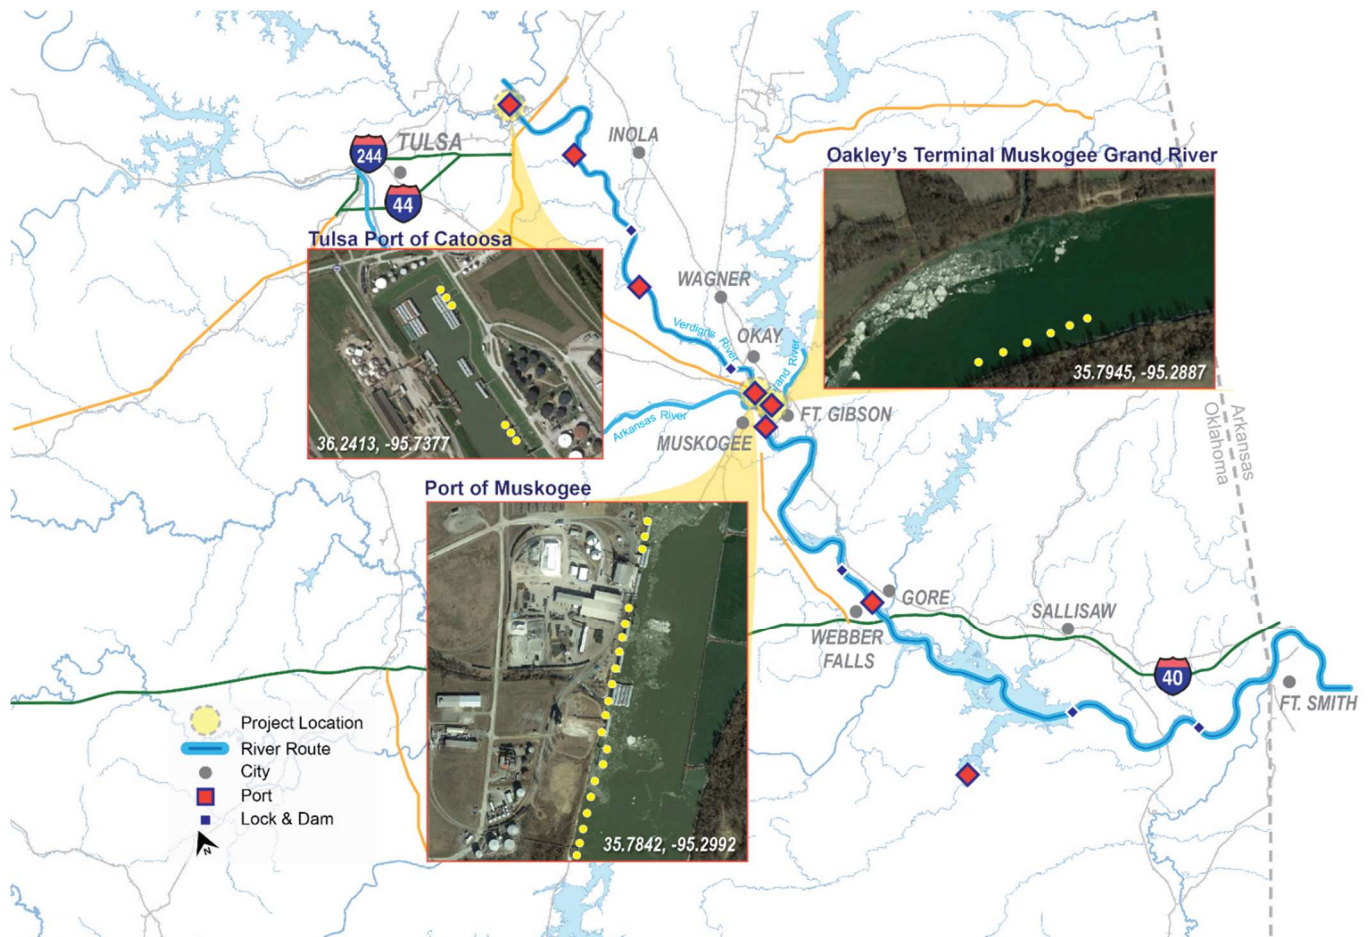 TULSA
244
44
INOLA
Oakley's Terminal Muskogee Grand River
35.7945, -95.2887
Tulsa Port of Catoosa
36.2413, -95.7377
WAGNER
OKAY
Verdigris River
Grand River
Arkansas River
FT. GIBSON
MUSKOGEE
Arkansas
Oklahoma
Port of Muskogee
35.7842, -95.2992
GORE
WEBBER
FALLS
SALLISAW
40
FT. SMITH
Project Location
River Route
City
Port
Lock & Dam
N